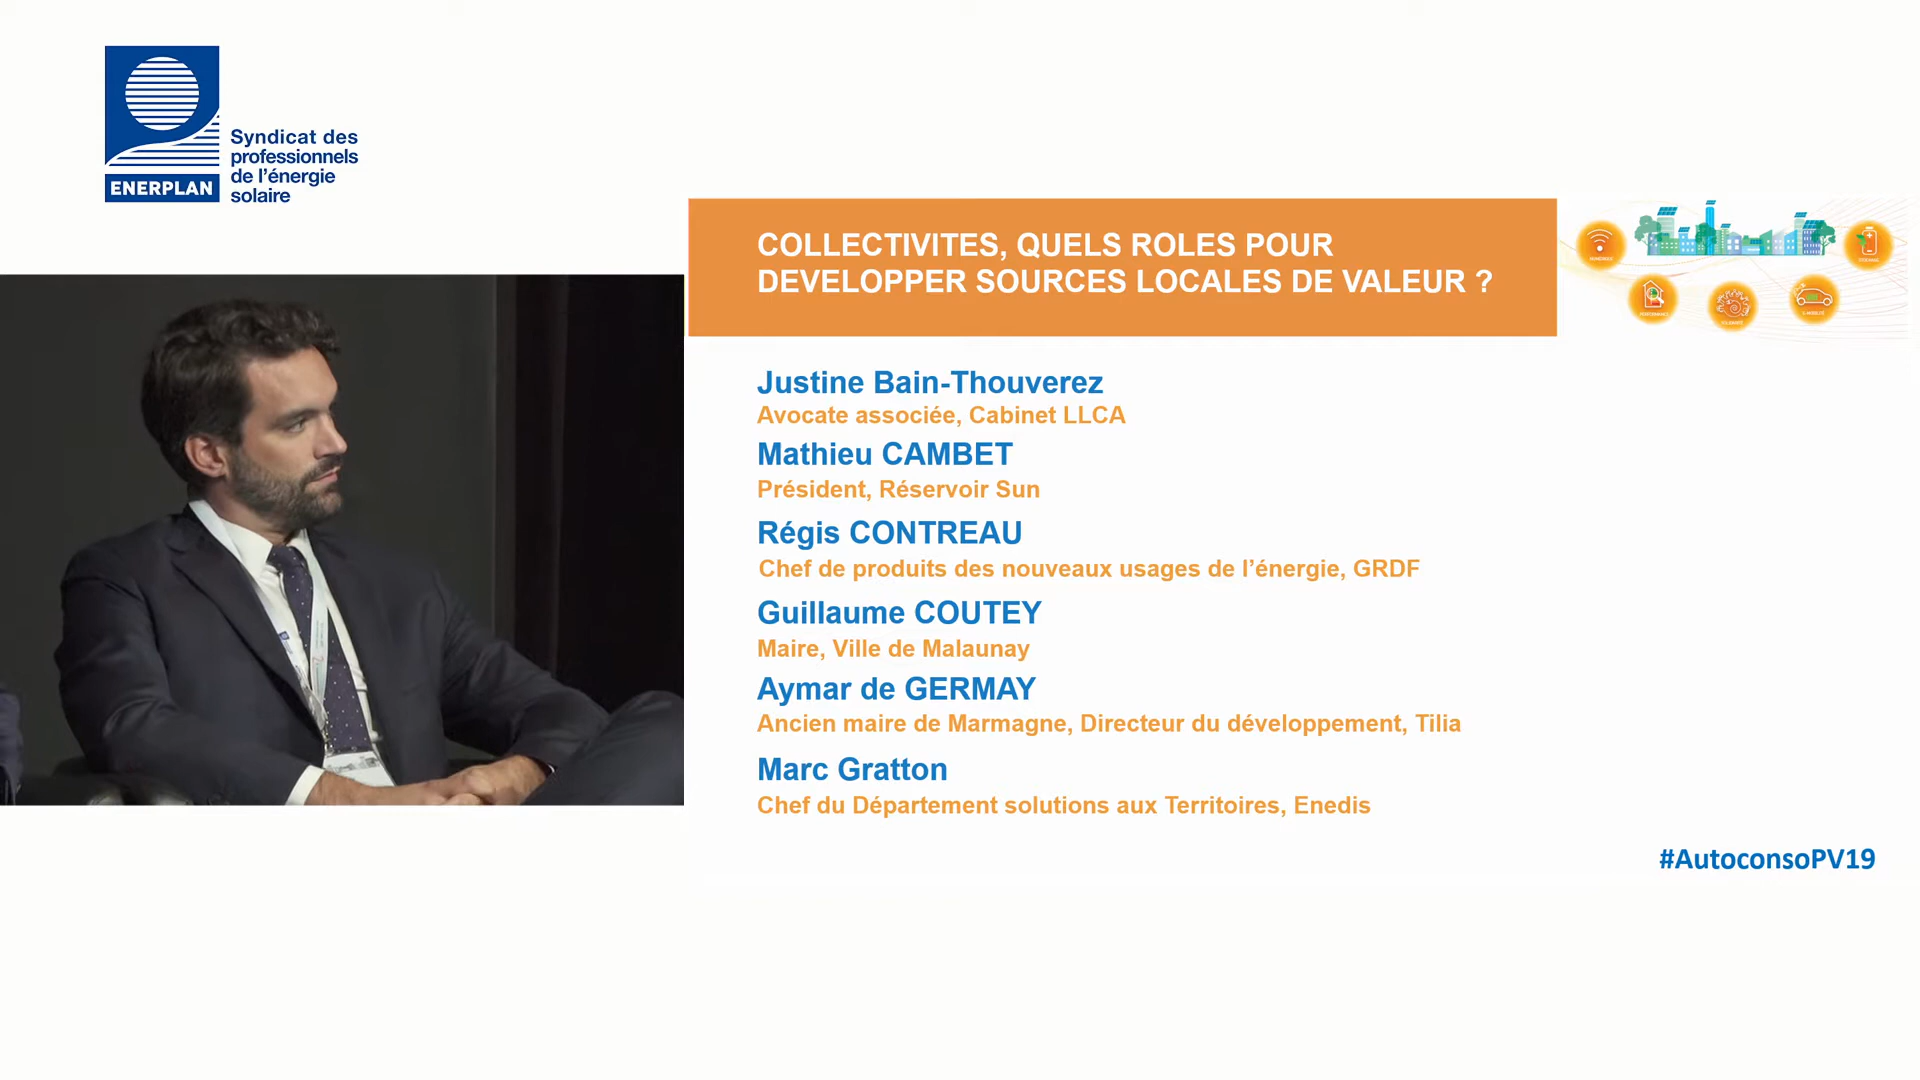 ENERPLAN
Syndicat des
professionnels
de l’énergie
solaire
COLLECTIVITES, QUELS ROLES POUR
DEVELOPPER SOURCES LOCALES DE VALEUR ?
Justine Bain-Thouverez
Avocate associée, Cabinet LLCA
Mathieu CAMBET
Président, Réservoir Sun
Régis CONTREAU
Chef de produits des nouveaux usages de l’énergie, GRDF
Guillaume COUTEY
Maire, Ville de Malaunay
Aymar de GERMAY
Ancien maire de Marmagne, Directeur du développement, Tilia
Marc Gratton
Chef du Département solutions aux Territoires, Enedis
#AutoconsoPV19